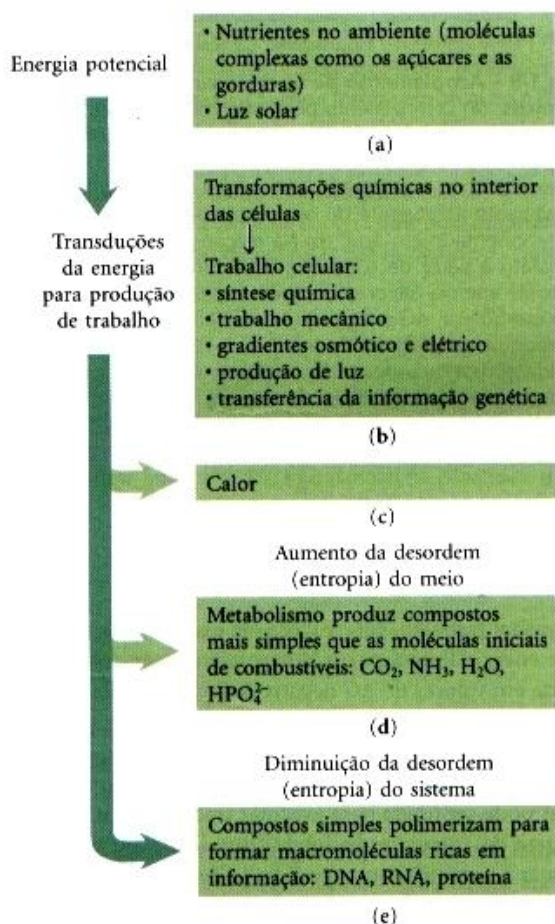 Energia potencial
• Nutrientes no ambiente (moléculas
complexas como os açúcares e as
gorduras)
• Luz solar
(a)
Transduções
da energia
para produção
de trabalho
Transformações químicas no interior
das células
Trabalho celular:
• síntese química
• trabalho mecânico
• gradientes osmótico e elétrico
• produção de luz
• transferência da informação genética
(b)
Calor
(c)
Aumento da desordem
(entropia) do meio
Metabolismo produz compostos
mais simples que as moléculas iniciais
de combustíveis: CO₂, NH₃, H₂O,
HPO₄²⁻
(d)
Diminuição da desordem
(entropia) do sistema
Compostos simples polimerizam para
formar macromoléculas ricas em
informação: DNA, RNA, proteína
(e)